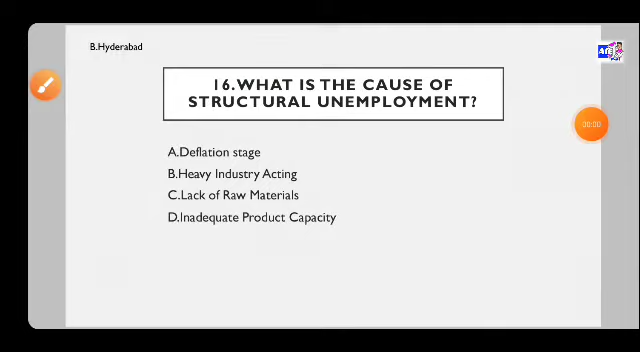 B.Hyderabad
16.WHAT IS THE CAUSE OF
STRUCTURAL UNEMPLOYMENT?
00:00
A.Deflation stage
B.Heavy Industry Acting
C.Lack of Raw Materials
D.Inadequate Product Capacity